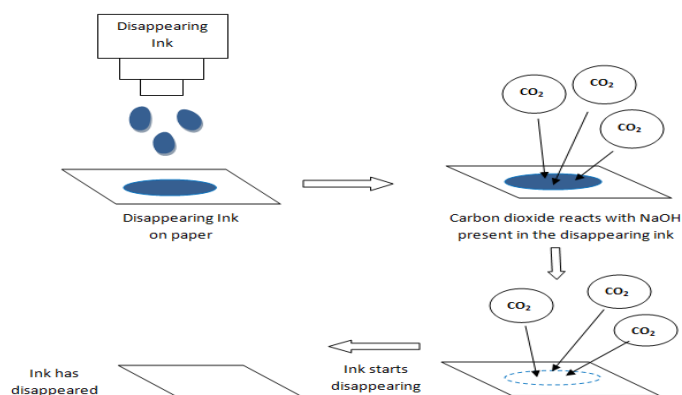 Disappearing
Ink
CO₂
CO₂
CO₂
Disappearing Ink
on paper
Carbon dioxide reacts with NaOH
present in the disappearing ink
CO₂
CO₂
CO₂
Ink starts
disappearing
Ink has
disappeared